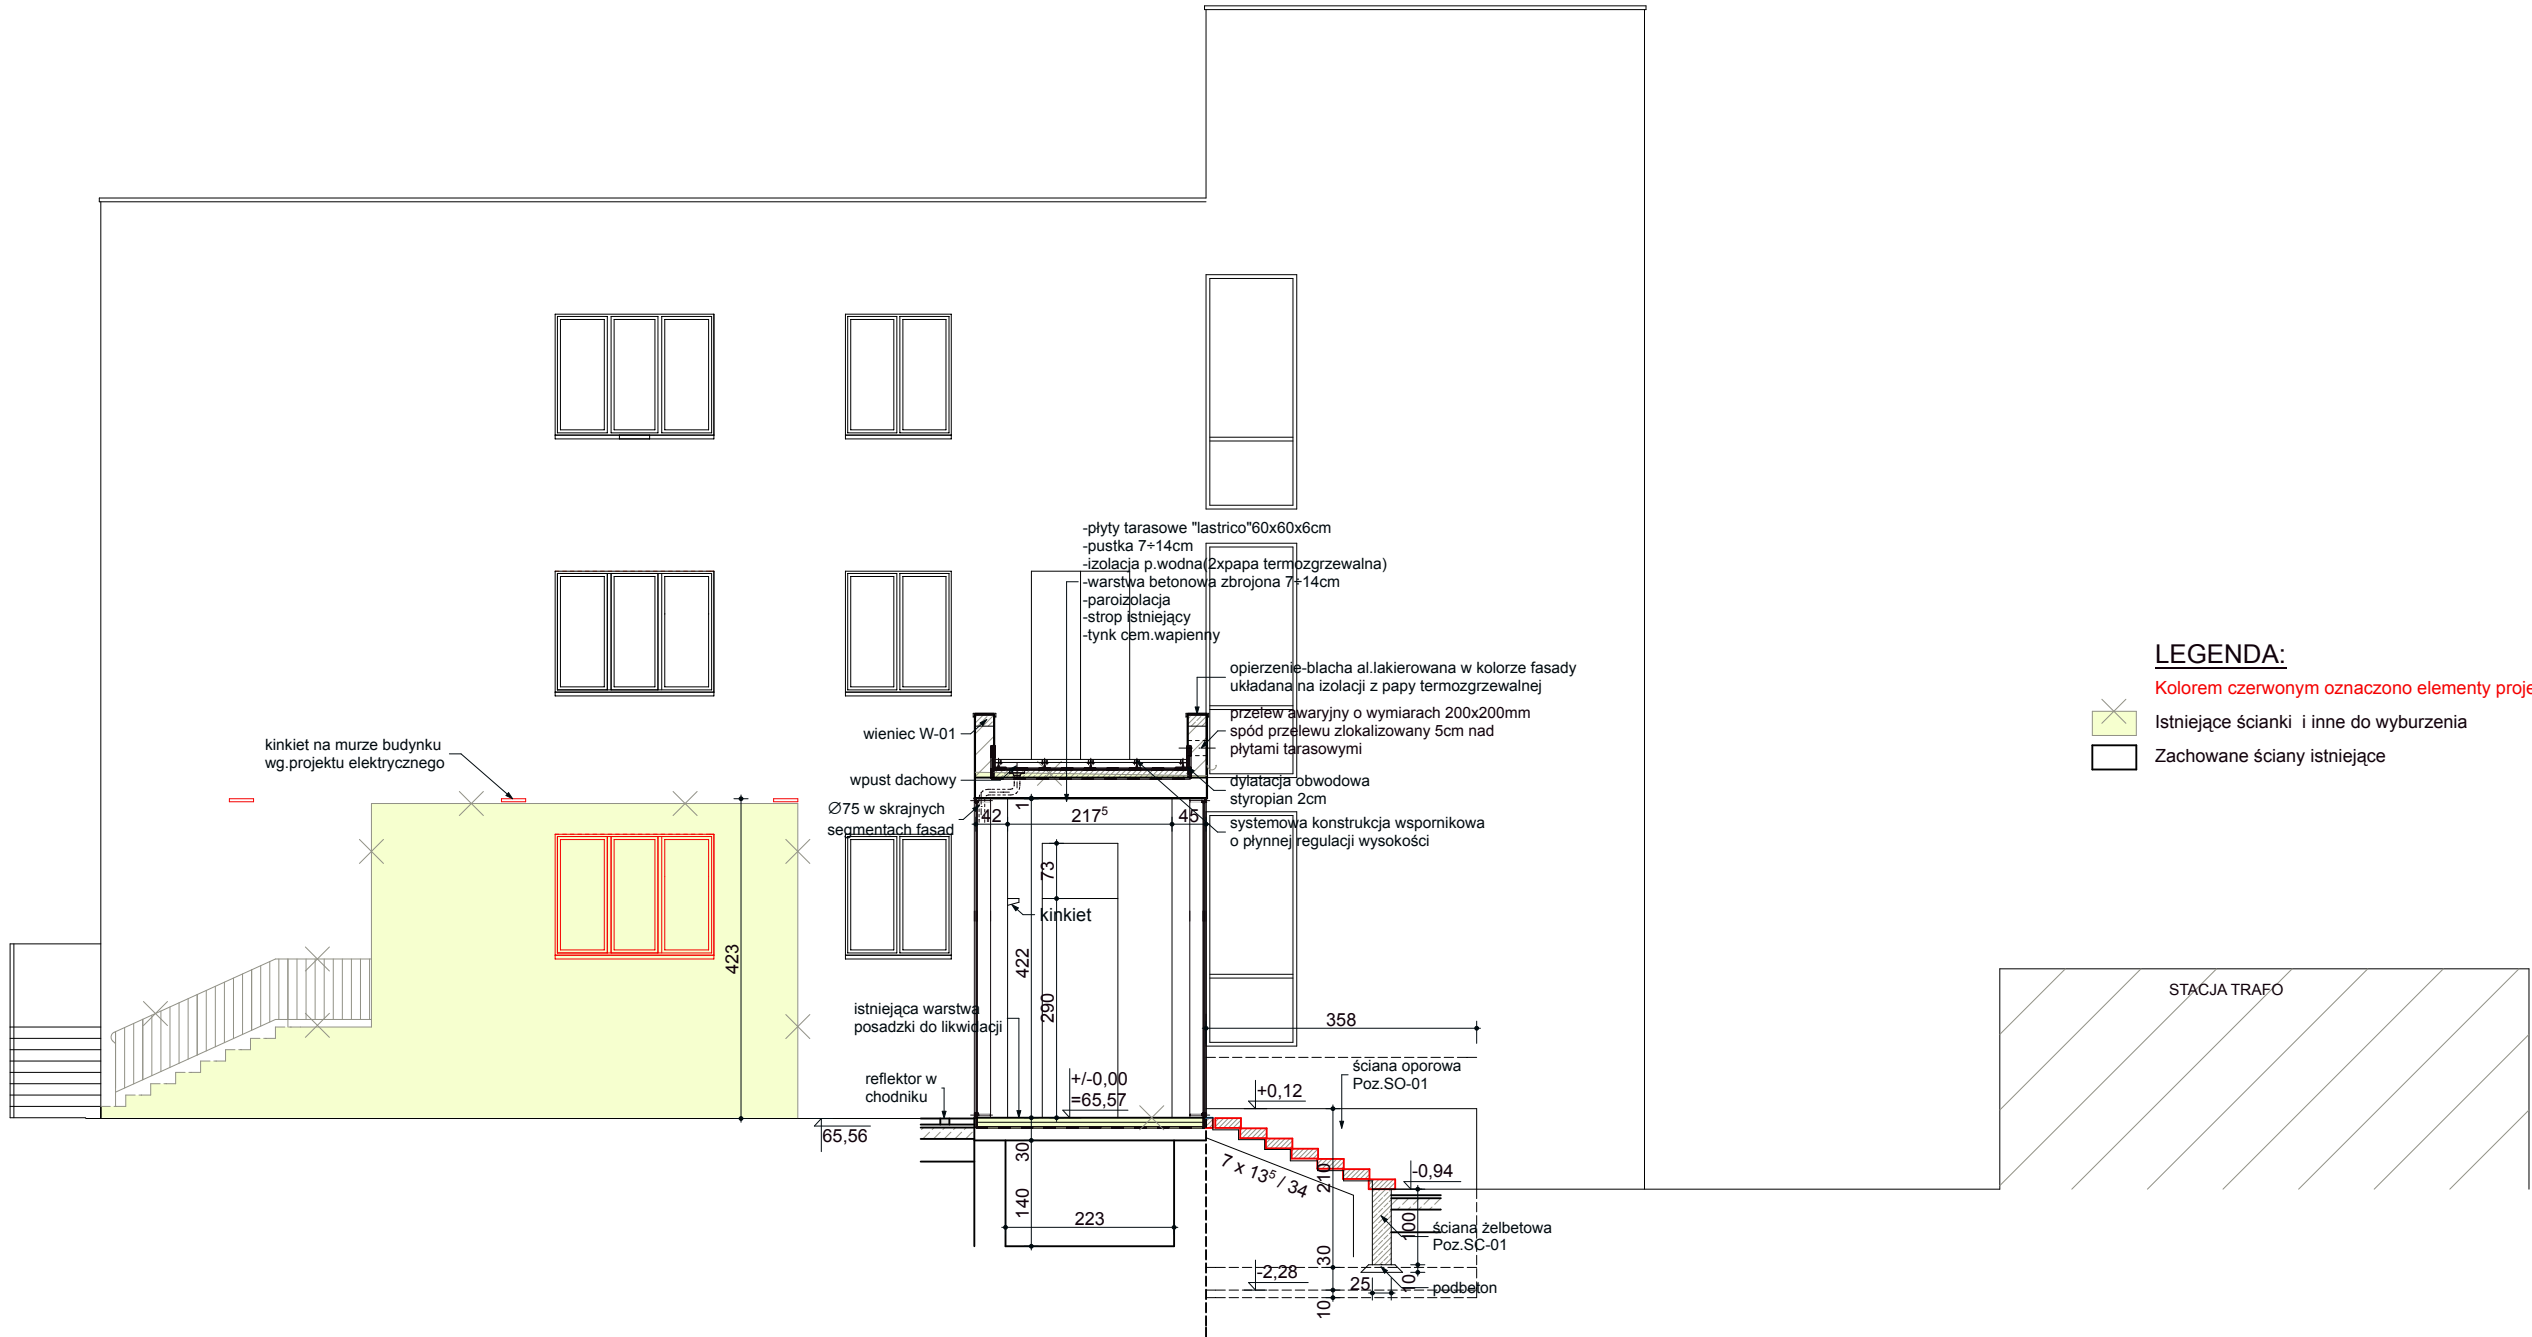 -płyty tarasowe "lastrico"60x60x6cm
-pustka 7÷14cm
-izolacja p.wodna(2xpapa termozgrzewalna)
-warstwa betonowa zbrojona 7÷14cm
-paroizolacja
-strop istniejący
-tynk cem.wapienny
opierzenie-blacha al.lakierowana w kolorze fasady
układana na izolacji z papy termozgrzewalnej
przelew awaryjny o wymiarach 200x200mm
spód przelewu zlokalizowany 5cm nad
płytami tarasowymi
dylatacja obwodowa
styropian 2cm
systemowa konstrukcja wspornikowa
o płynnej regulacji wysokości
wieniec W-01
wpust dachowy
Ø75 w skrajnych
segmentach fasad
kinkiet na murze budynku
wg.projektu elektrycznego
LEGENDA:
Kolorem czerwonym oznaczono elementy proje
Istniejące ścianki i inne do wyburzenia
Zachowane ściany istniejące
1
42
217⁵
45
73
kinkiet
423
422
290
istniejąca warstwa
posadzki do likwidacji
reflektor w
chodniku
+/-0,00
=65,57
65,56
358
STACJA TRAFO
ściana oporowa
Poz.SO-01
+0,12
-0,94
7 x 13⁵ / 34
210
30
140
223
100
ściana żelbetowa
Poz.SC-01
30
-2,28
25
10
podbeton
10